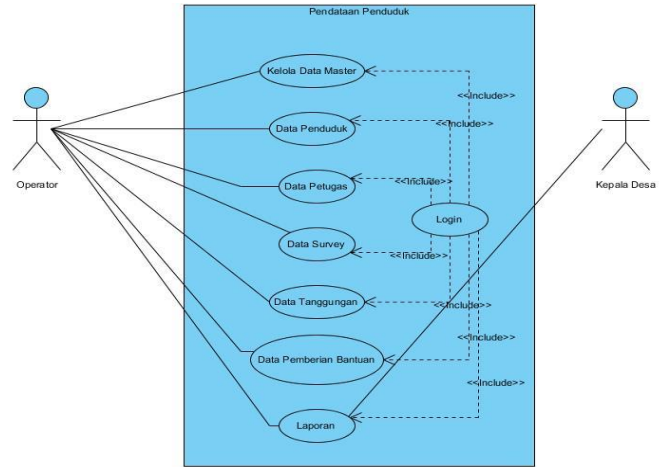 Pendataan Penduduk
Kelola Data Master
<<Include>>
Data Penduduk
<<Include>>
Operator
Kepala Desa
Data Petugas
<<Include>>
Login
Data Survey
<<Include>>
Data Tanggungan
<<Include>>
<<Include>>
Data Pemberian Bantuan
<<Include>>
Laporan